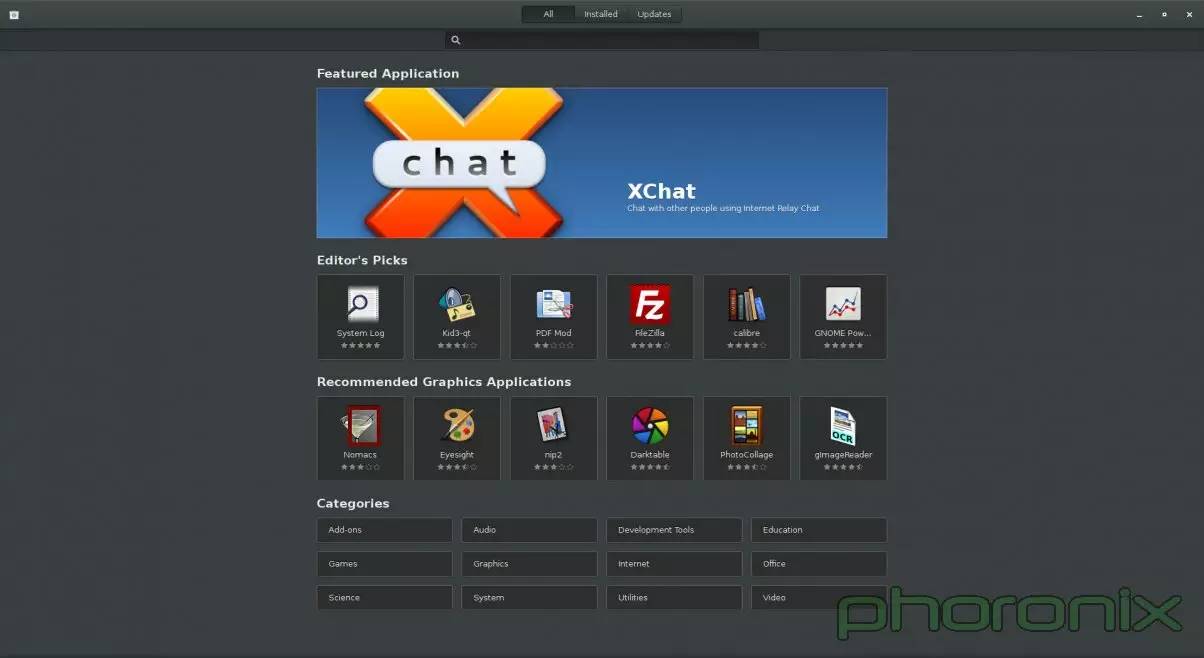 All Installed Updates
Featured Application
chat
XChat
Chat with other people using Internet Relay Chat
Editor's Picks
System Log Kid3-qt PDF Mod FileZilla calibre GNOME Pow...
Fz
Recommended Graphics Applications
OCR
Nomacs Eyesight nip2 Darktable PhotoCollage gImageReader
Categories
Add-ons Audio Development Tools Education
Games Graphics Internet Office
Science System Utilities Video
phoronix